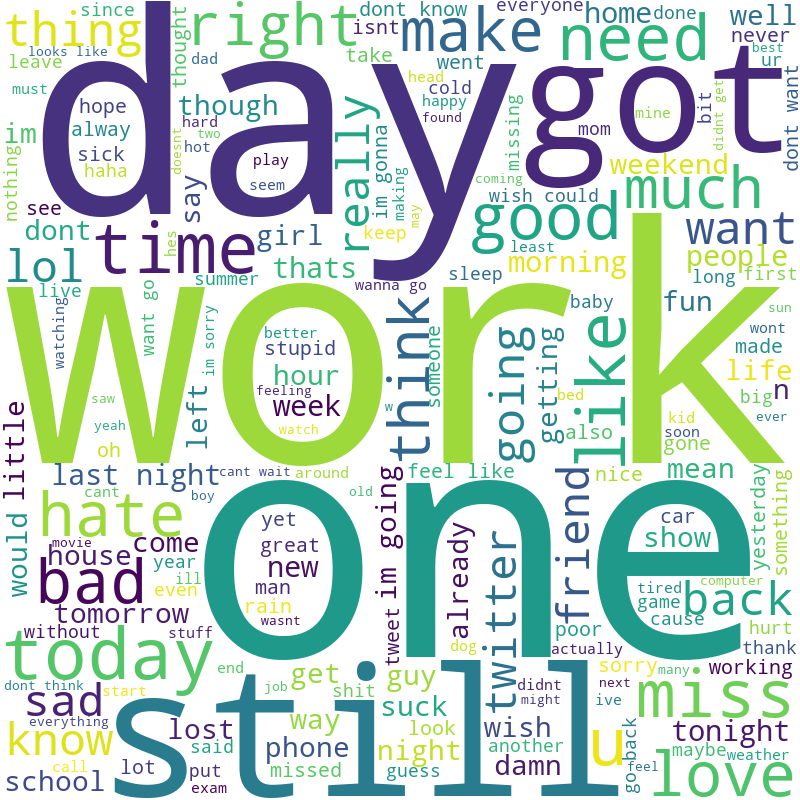 thing
since
looks like
leave
must
thought
right
dad
dont know
isnt
take
make
went
everyone
need
home
done
well
never
best
ur
day
got
hope
alway
sick
haha
im
nothing
though
hard
two
hot
doesnt
say
play
seem
really
im gonna
making
may
keep
head
cold
happy
found
missing
mom
mine
bit
didnt get
dont want
weekend
coming
wish could
much
good
want
see
dont
time
hes
girl
lol
live
thats
summer
wanna go
sleep
least
morning
people
long
first
work
watching
want go
im sorry
better
stupid
hour
feeling
week
watch
w
think
someone
going
getting
baby
like
fun
sun
wont
made
life
big
n
ever
kid
soon
bed
also
gone
left
saw
yeah
oh
little
last night
cant wait
around
feel like
nice
mean
cant
boy
old
hate
one
yet
great
new
man
rain
wasnt
im going
already
twitter
friend
car
show
yesterday
something
would
movie
house
come
year
ill
even
bad
tomorrow
without
stuff
tweet
dog
tired
computer
game
back
cause
poor
hurt
actually
thank
today
end
get
shit
guy
sorry
many
working
dont think
start
job
didnt
might
next
ive
miss
sad
everything
still
lost
way
suck
look
wish
another
u
go back
tonight
know
call
said
phone
night
damn
maybe
weather
school
lot
put
exam
missed
guess
feel
love